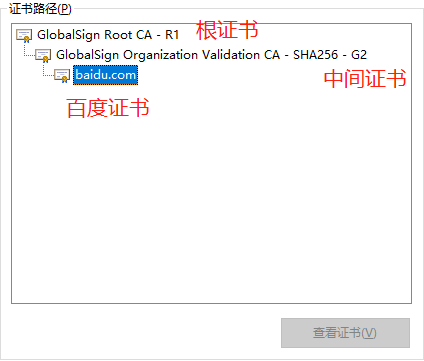 证书路径(P)
GlobalSign Root CA - R1 根证书
GlobalSign Organization Validation CA - SHA256 - G2
baidu.com 中间证书
百度证书
查看证书(V)